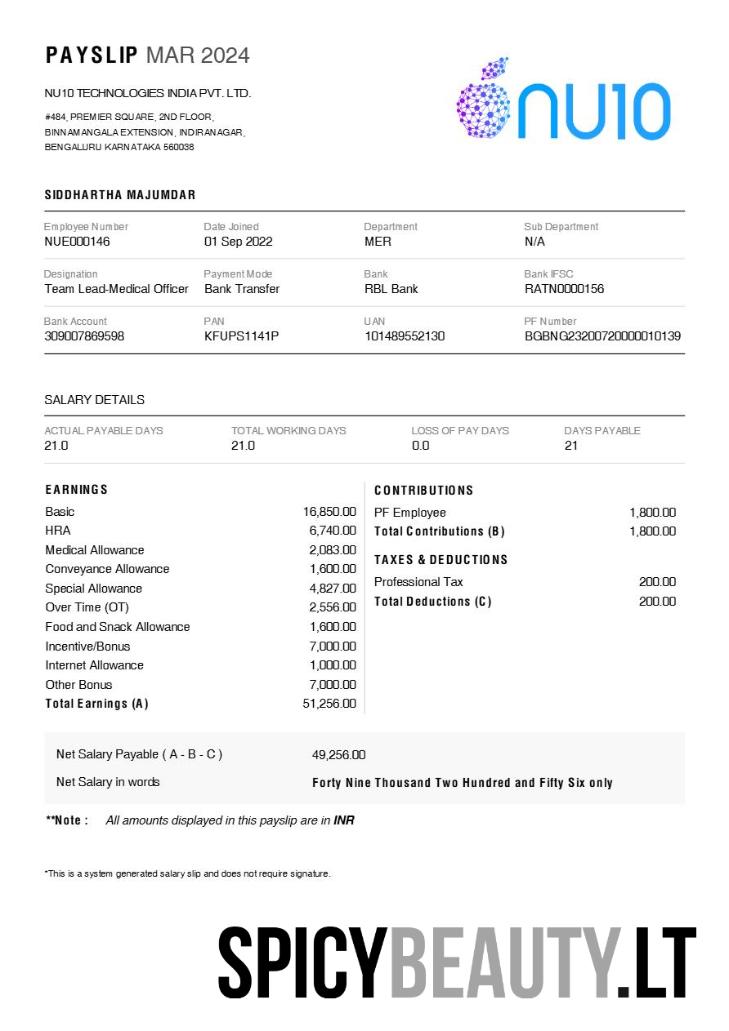 PAYSLIP MAR 2024
nu10
NU10 TECHNOLOGIES INDIA PVT. LTD.
#484, PREMIER SQUARE, 2ND FLOOR,
BINNAMANGALA EXTENSION, INDIRANAGAR,
BENGALURU KARNATAKA 560038
SIDDHARTHA MAJUMDAR
Employee Number Date Joined Department Sub Department
NUE000146 01 Sep 2022 MER N/A
Designation Payment Mode Bank Bank IFSC
Team Lead-Medical Officer Bank Transfer RBL Bank RATN0000156
Bank Account PAN UAN PF Number
309007869598 KFUPS1141P 101489552130 BGBNG23200720000010139
SALARY DETAILS
ACTUAL PAYABLE DAYS TOTAL WORKING DAYS LOSS OF PAY DAYS DAYS PAYABLE
21.0 21.0 0.0 21
EARNINGS
Basic 16,850.00
HRA 6,740.00
Medical Allowance 2,083.00
Conveyance Allowance 1,600.00
Special Allowance 4,827.00
Over Time (OT) 2,556.00
Food and Snack Allowance 1,600.00
Incentive/Bonus 7,000.00
Internet Allowance 1,000.00
Other Bonus 7,000.00
Total Earnings (A) 51,256.00
CONTRIBUTIONS
PF Employee 1,800.00
Total Contributions (B) 1,800.00
TAXES & DEDUCTIONS
Professional Tax 200.00
Total Deductions (C) 200.00
Net Salary Payable ( A - B - C ) 49,256.00
Net Salary in words Forty Nine Thousand Two Hundred and Fifty Six only
**Note : All amounts displayed in this payslip are in INR
*This is a system generated salary slip and does not require signature.
SPICYBEAUTY.LT